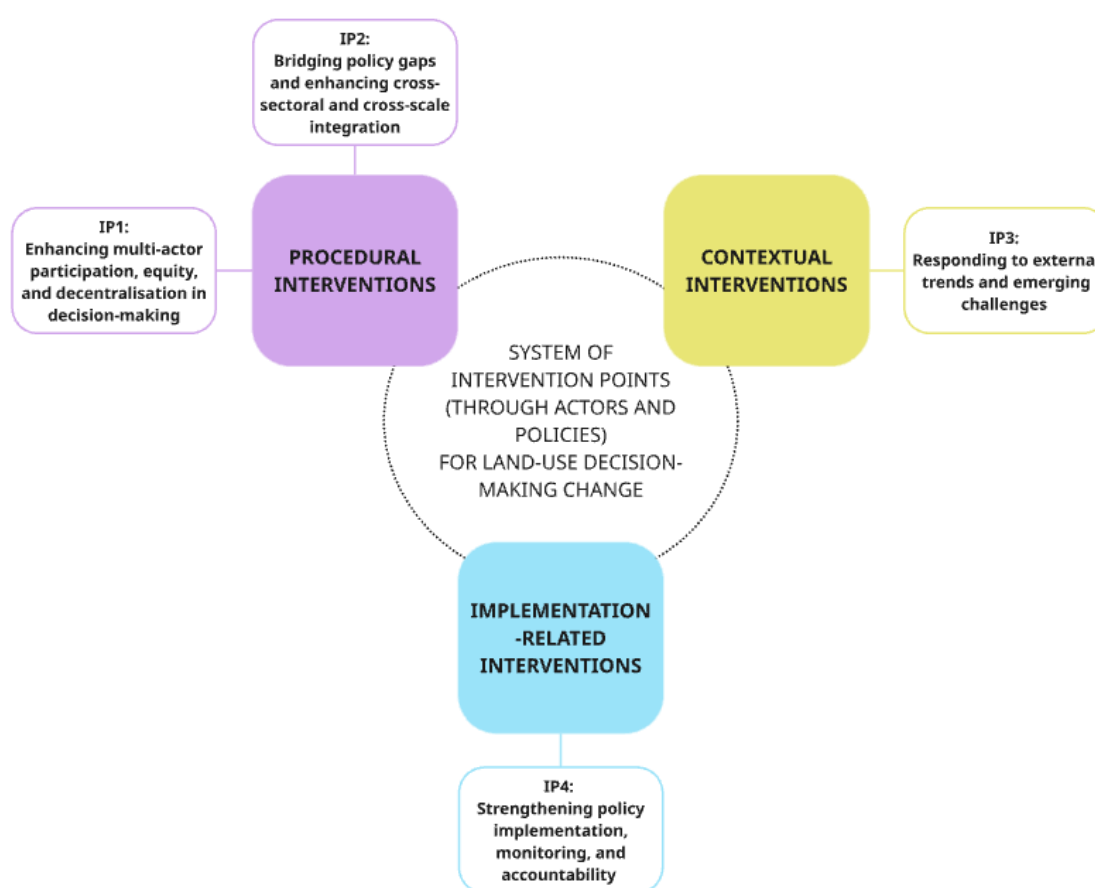 IP2:
Bridging policy gaps
and enhancing cross-
sectoral and cross-scale
integration
IP1:
Enhancing multi-actor
participation, equity,
and decentralisation in
decision-making
PROCEDURAL
INTERVENTIONS
CONTEXTUAL
INTERVENTIONS
IP3:
Responding to externa
trends and emerging
challenges
SYSTEM OF
INTERVENTION POINTS
(THROUGH ACTORS AND
POLICIES)
FOR LAND-USE DECISION-
MAKING CHANGE
IMPLEMENTATION
-RELATED
INTERVENTIONS
IP4:
Strengthening policy
implementation,
monitoring, and
accountability